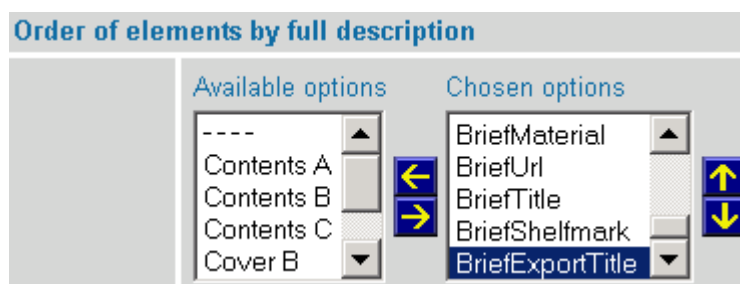 Order of elements by full description
Available options
----
Contents A
Contents B
Contents C
Cover B
Chosen options
BriefMaterial
BriefUrl
BriefTitle
BriefShelfmark
BriefExportTitle